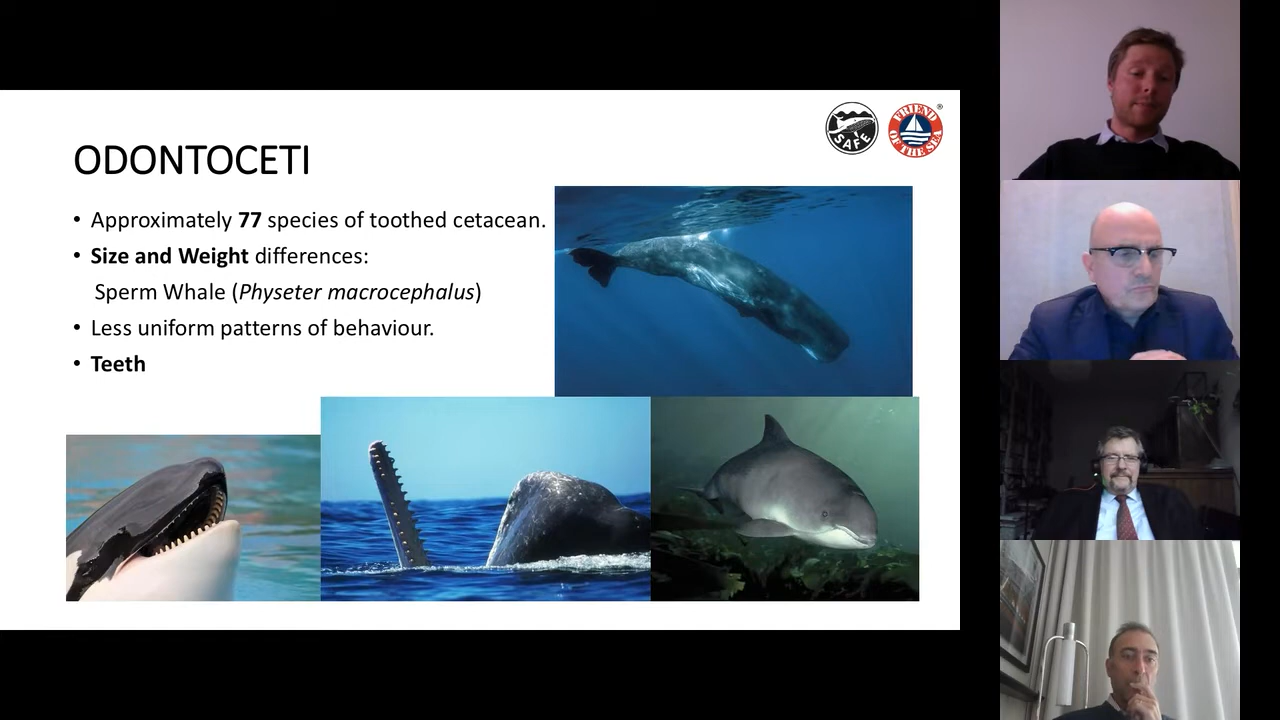 SAFE
FRIEND OF THE SEA
®
ODONTOCETI
• Approximately 77 species of toothed cetacean.
• Size and Weight differences:
Sperm Whale (Physeter macrocephalus)
• Less uniform patterns of behaviour.
• Teeth